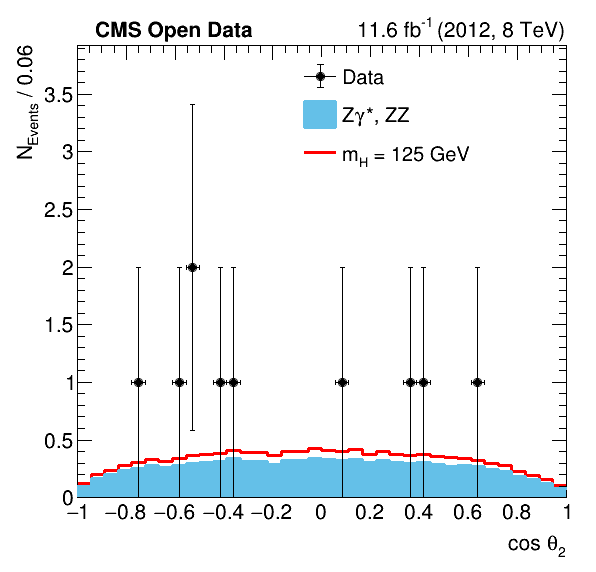 CMS Open Data 11.6 fb⁻¹ (2012, 8 TeV)
N_Events / 0.06
Data
Zγ*, ZZ
m_H = 125 GeV
3.5
3
2.5
2
1.5
1
0.5
0
−1 −0.8 −0.6 −0.4 −0.2 0 0.2 0.4 0.6 0.8 1
cos θ₂